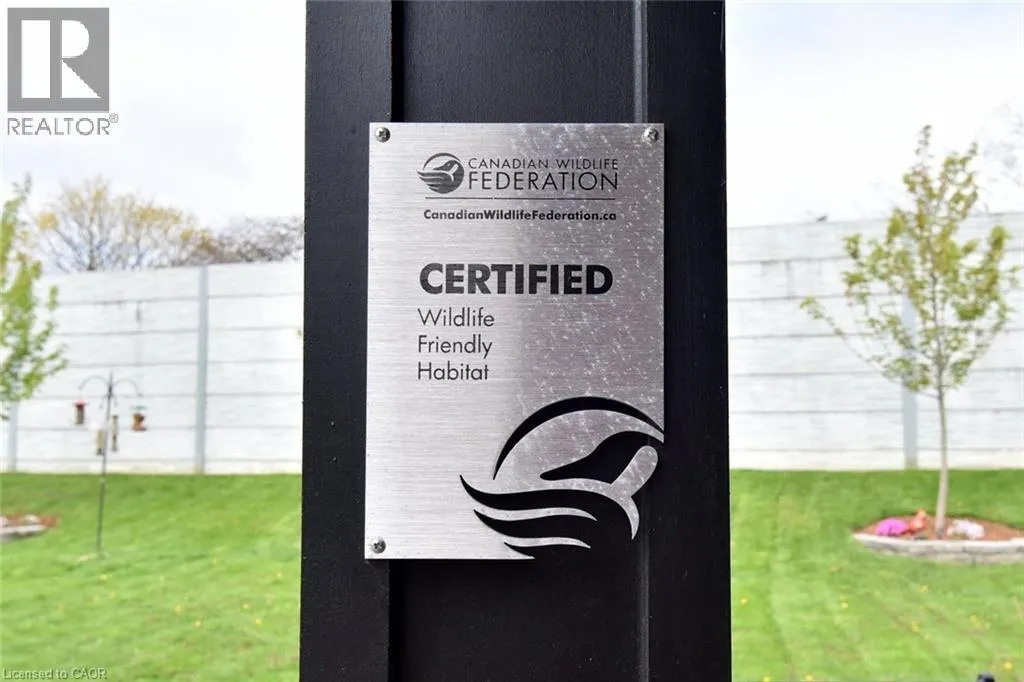 REALTOR®
CANADIAN WILDLIFE
FEDERATION
CanadianWildlifeFederation.ca
CERTIFIED
Wildlife
Friendly
Habitat
Licensed to CAOR